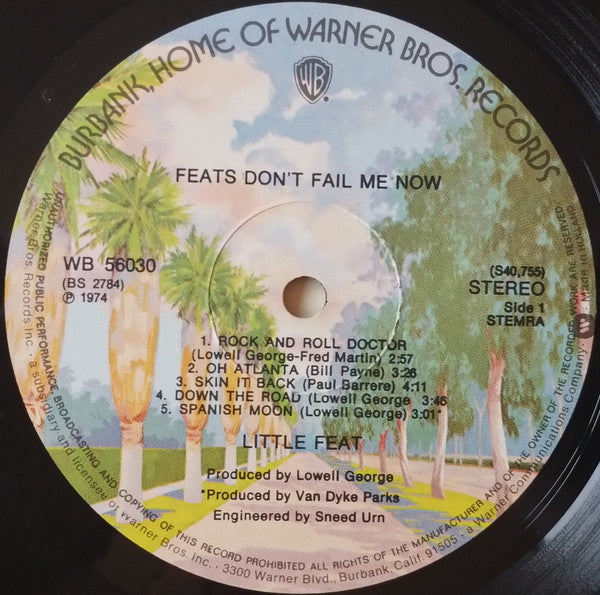 BURBANK, HOME OF WARNER BROS. RECORDS
WB
FEATS DON'T FAIL ME NOW
WB 56030
(BS 2784)
℗ 1974
(S40,755)
STEREO
Side 1
STEMRA
1. ROCK AND ROLL DOCTOR
(Lowell George-Fred Martin) 2:57
2. OH ATLANTA (Bill Payne) 3:26
3. SKIN IT BACK (Paul Barrere) 4:11
4. DOWN THE ROAD (Lowell George 3:46
5. SPANISH MOON (Lowell George) 3:01*
LITTLE FEAT
Produced by Lowell George
*Produced by Van Dyke Parks
Engineered by Sneed Urn
UNAUTHORIZED PUBLIC PERFORMANCE, BROADCASTING AND COPYING OF THIS RECORD PROHIBITED ALL RIGHTS OF THE MANUFACTURER AND OF THE OWNER OF THE RECORDED WORK ARE RESERVED
Warner Bros. Records Inc. · a subsidiary and licensee of Warner Bros. Inc. · 3300 Warner Blvd., Burbank, Calif. 91505 · a Warner Communications Company. Made in Holland